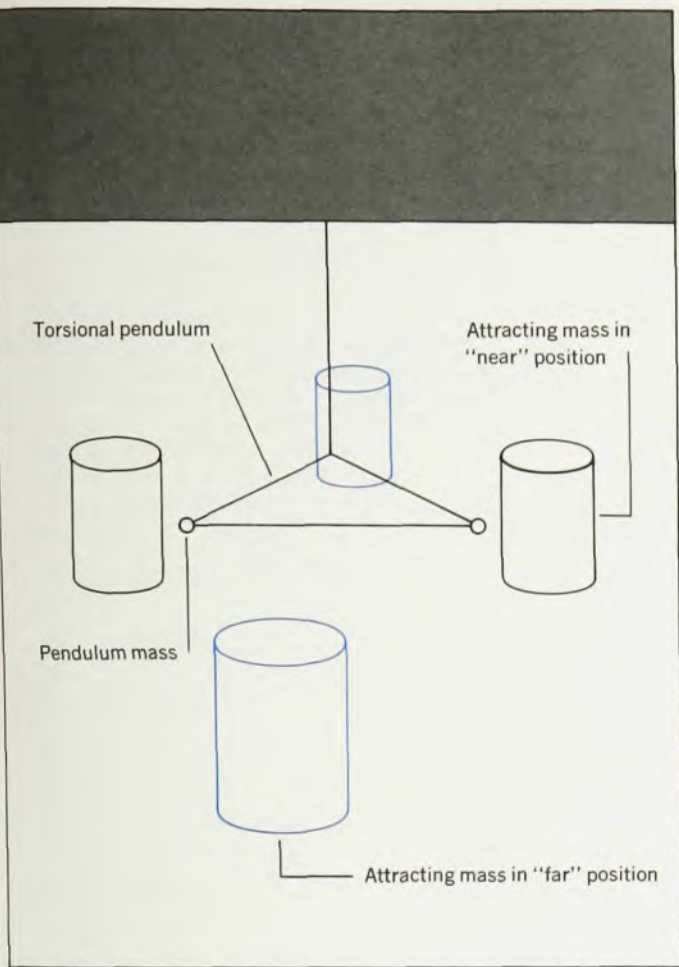 Torsional pendulum
Attracting mass in
"near" position
Pendulum mass
Attracting mass in "far" position